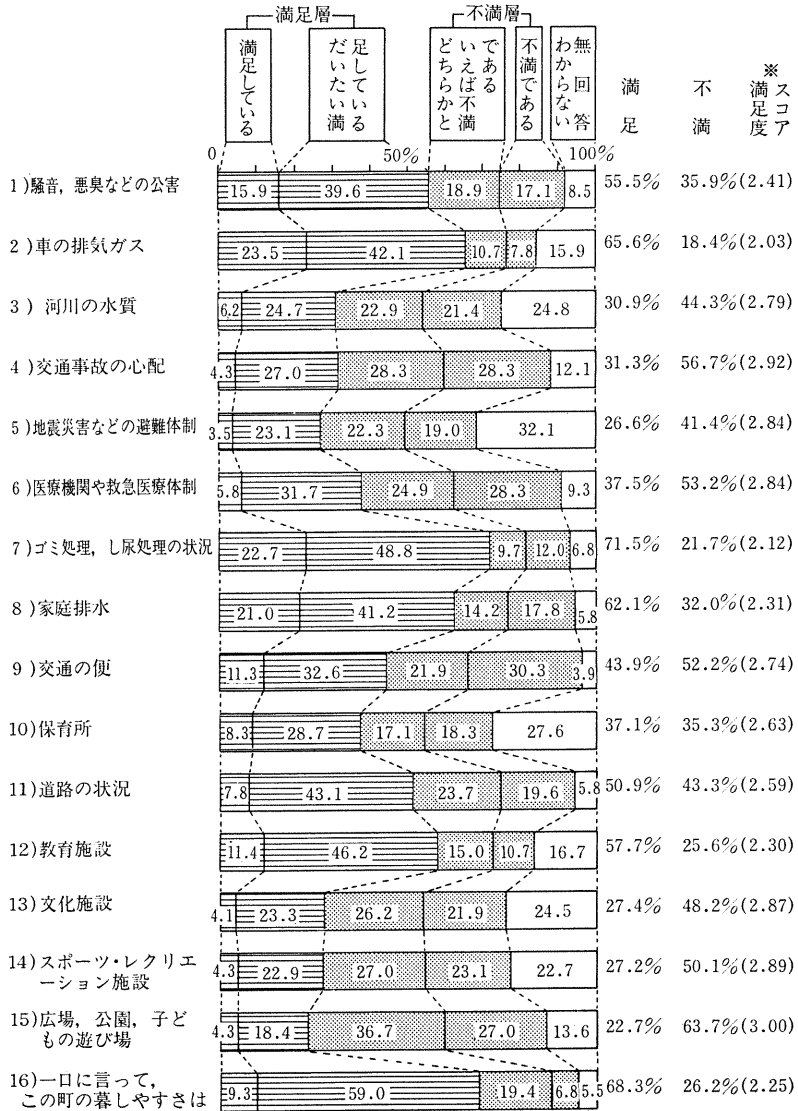 満足層 不満層
満足している
だいたい満足している
どちらかといえば不満である
不満である
わからない 無回答
満足
不満
※満足度スコア
0 50% 100%
1)騒音，悪臭などの公害 15.9 39.6 18.9 17.1 8.5 55.5% 35.9%(2.41)
2)車の排気ガス 23.5 42.1 10.7 7.8 15.9 65.6% 18.4%(2.03)
3) 河川の水質 6.2 24.7 22.9 21.4 24.8 30.9% 44.3%(2.79)
4)交通事故の心配 4.3 27.0 28.3 28.3 12.1 31.3% 56.7%(2.92)
5)地震災害などの避難体制 3.5 23.1 22.3 19.0 32.1 26.6% 41.4%(2.84)
6)医療機関や救急医療体制 5.8 31.7 24.9 28.3 9.3 37.5% 53.2%(2.84)
7)ゴミ処理，し尿処理の状況 22.7 48.8 9.7 12.0 6.8 71.5% 21.7%(2.12)
8)家庭排水 21.0 41.2 14.2 17.8 5.8 62.1% 32.0%(2.31)
9)交通の便 11.3 32.6 21.9 30.3 3.9 43.9% 52.2%(2.74)
10)保育所 8.3 28.7 17.1 18.3 27.6 37.1% 35.3%(2.63)
11)道路の状況 7.8 43.1 23.7 19.6 5.8 50.9% 43.3%(2.59)
12)教育施設 11.4 46.2 15.0 10.7 16.7 57.7% 25.6%(2.30)
13)文化施設 4.1 23.3 26.2 21.9 24.5 27.4% 48.2%(2.87)
14)スポーツ・レクリエ
ーション施設 4.3 22.9 27.0 23.1 22.7 27.2% 50.1%(2.89)
15)広場，公園，子ど
もの遊び場 4.3 18.4 36.7 27.0 13.6 22.7% 63.7%(3.00)
16)一口に言って，
この町の暮しやすさは 9.3 59.0 19.4 6.8 5.5 68.3% 26.2%(2.25)